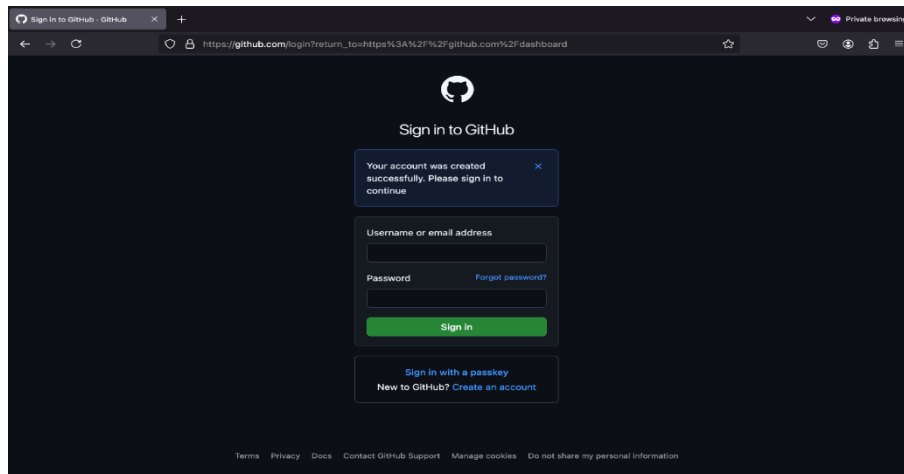 Sign in to GitHub · GitHub
Private browsing
https://github.com/login?return_to=https%3A%2F%2Fgithub.com%2Fdashboard
Sign in to GitHub
Your account was created
successfully. Please sign in to
continue
Username or email address
Password Forgot password?
Sign in
Sign in with a passkey
New to GitHub? Create an account
Terms Privacy Docs Contact GitHub Support Manage cookies Do not share my personal information